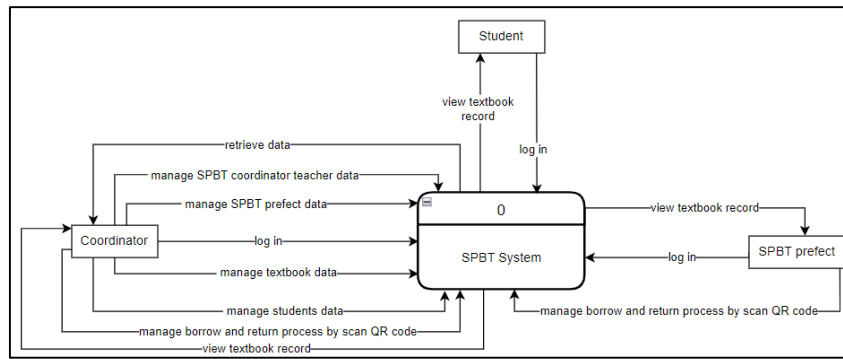 Student
view textbook
record
log in
retrieve data
manage SPBT coordinator teacher data
manage SPBT prefect data
0
view textbook record
Coordinator
log in
SPBT System
log in
SPBT prefect
manage textbook data
manage students data
manage borrow and return process by scan QR code
manage borrow and return process by scan QR code
view textbook record